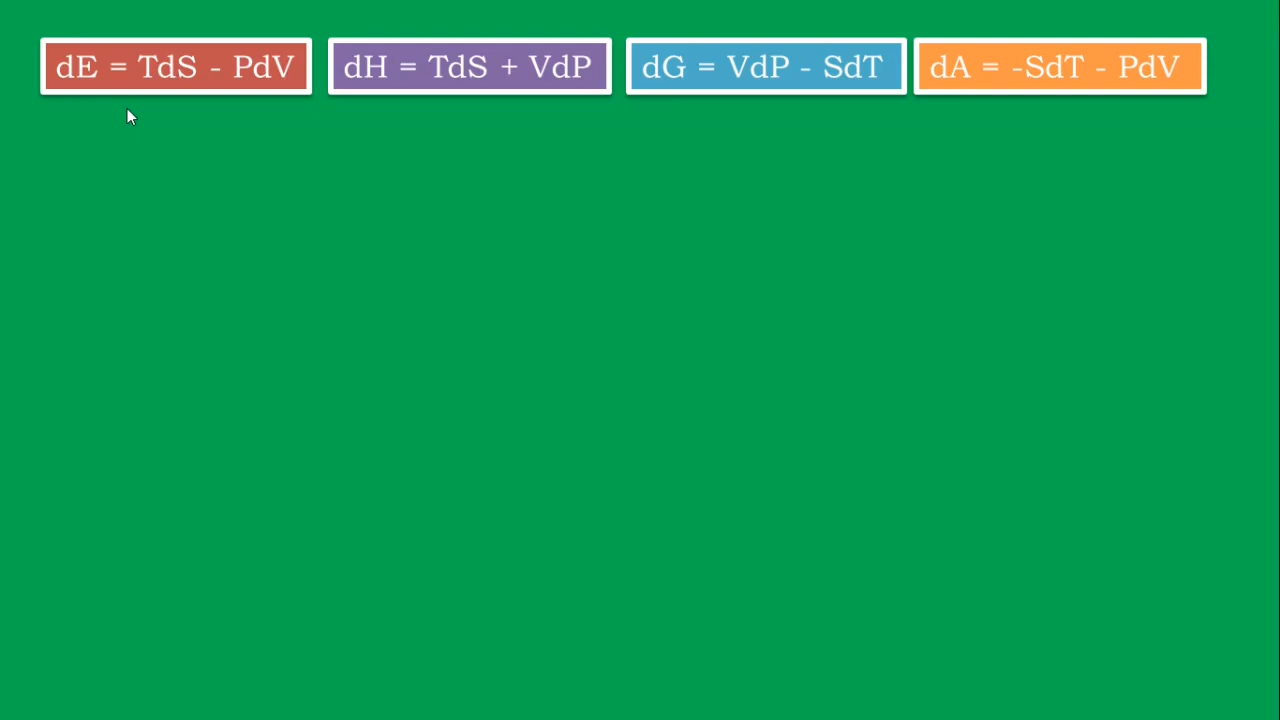 dE = TdS - PdV
dH = TdS + VdP
dG = VdP - SdT
dA = -SdT - PdV